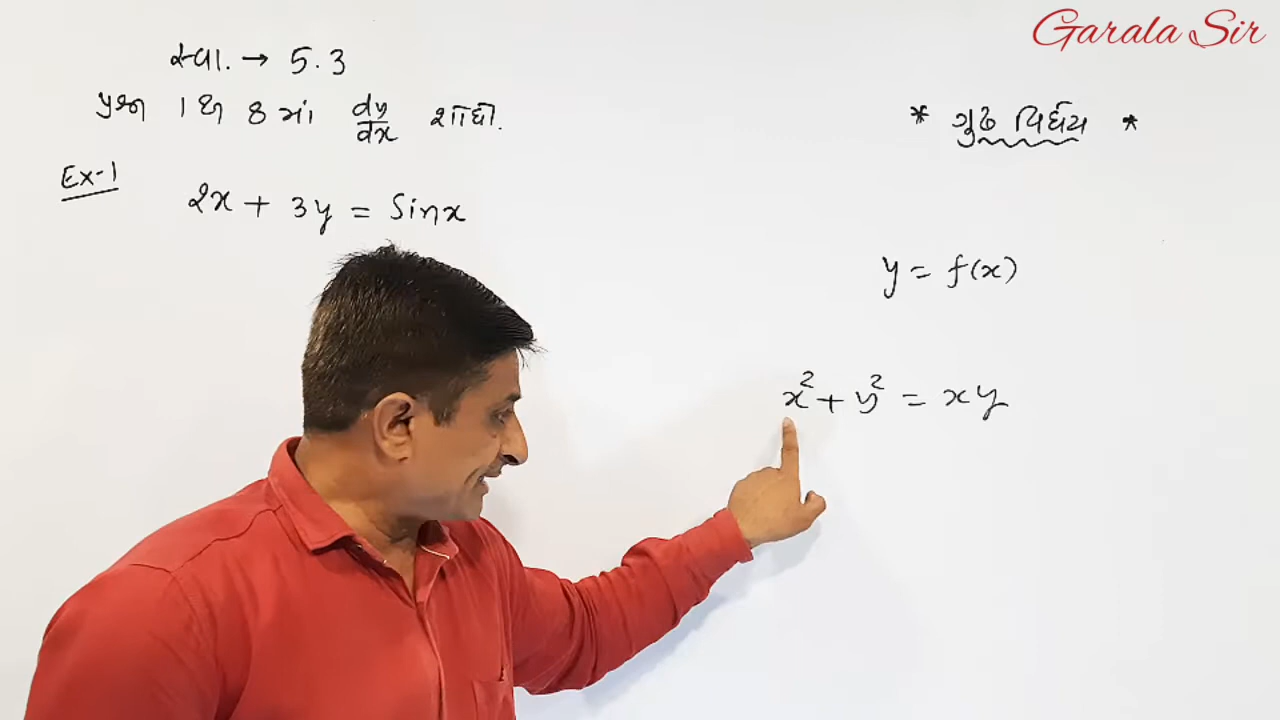 Garala Sir
સ્વા. → 5.3
પ્રશ્ન 1 થી 8 માં dy/dx શોધો.
* ગૂઢ વિધેય *
Ex-1
2x + 3y = Sinx
y = f(x)
x² + y² = xy